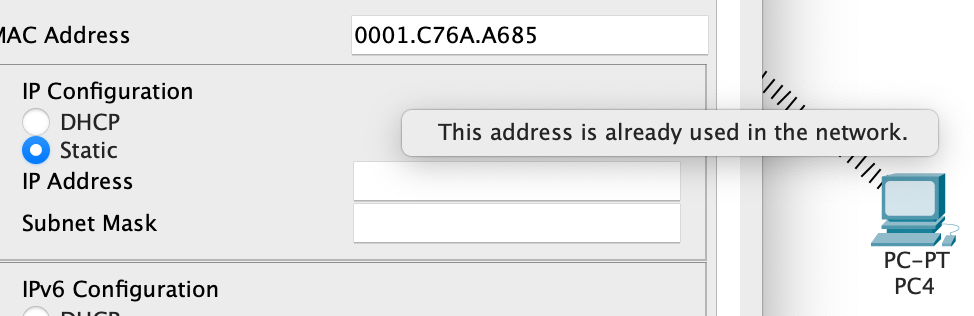 MAC Address
0001.C76A.A685
IP Configuration
DHCP
This address is already used in the network.
Static
IP Address
Subnet Mask
PC-PT
PC4
IPv6 Configuration
DHCP